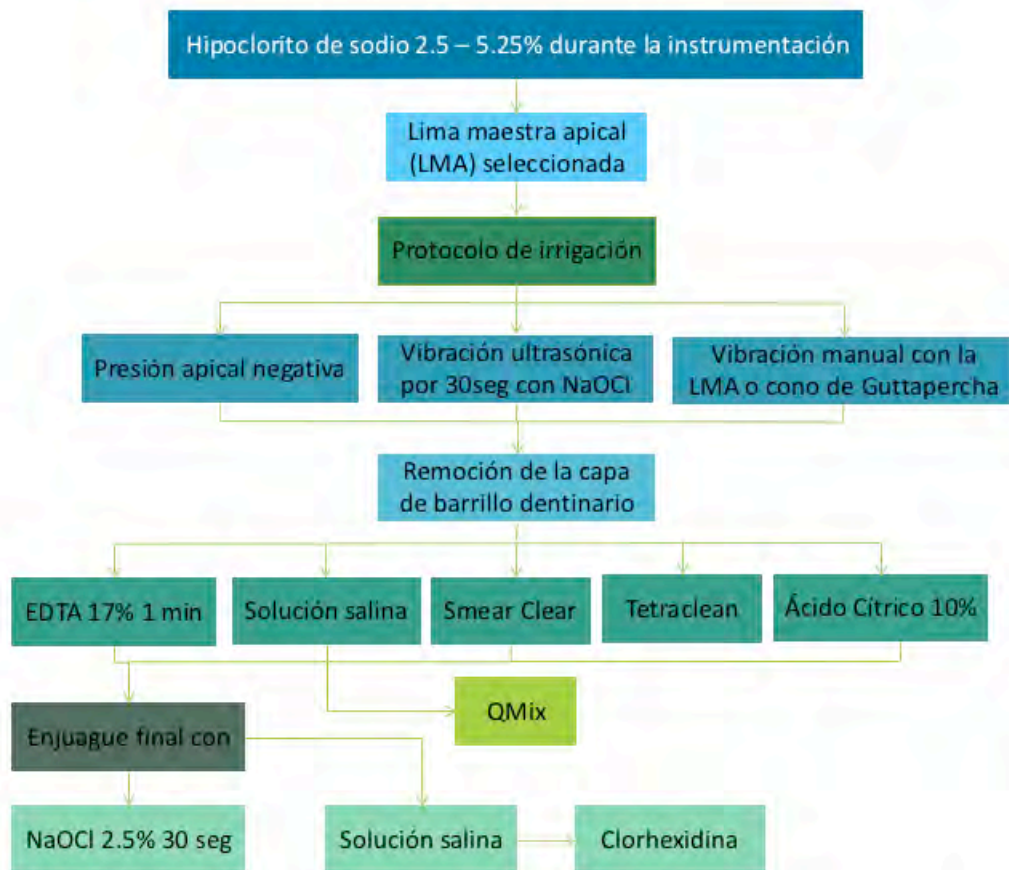 Hipoclorito de sodio 2.5 – 5.25% durante la instrumentación
Lima maestra apical
(LMA) seleccionada
Protocolo de irrigación
Presión apical negativa
Vibración ultrasónica
por 30seg con NaOCl
Vibración manual con la
LMA o cono de Guttapercha
Remoción de la capa
de barrillo dentinario
EDTA 17% 1 min
Solución salina
Smear Clear
Tetraclean
Ácido Cítrico 10%
QMix
Enjuague final con
NaOCl 2.5% 30 seg
Solución salina
Clorhexidina